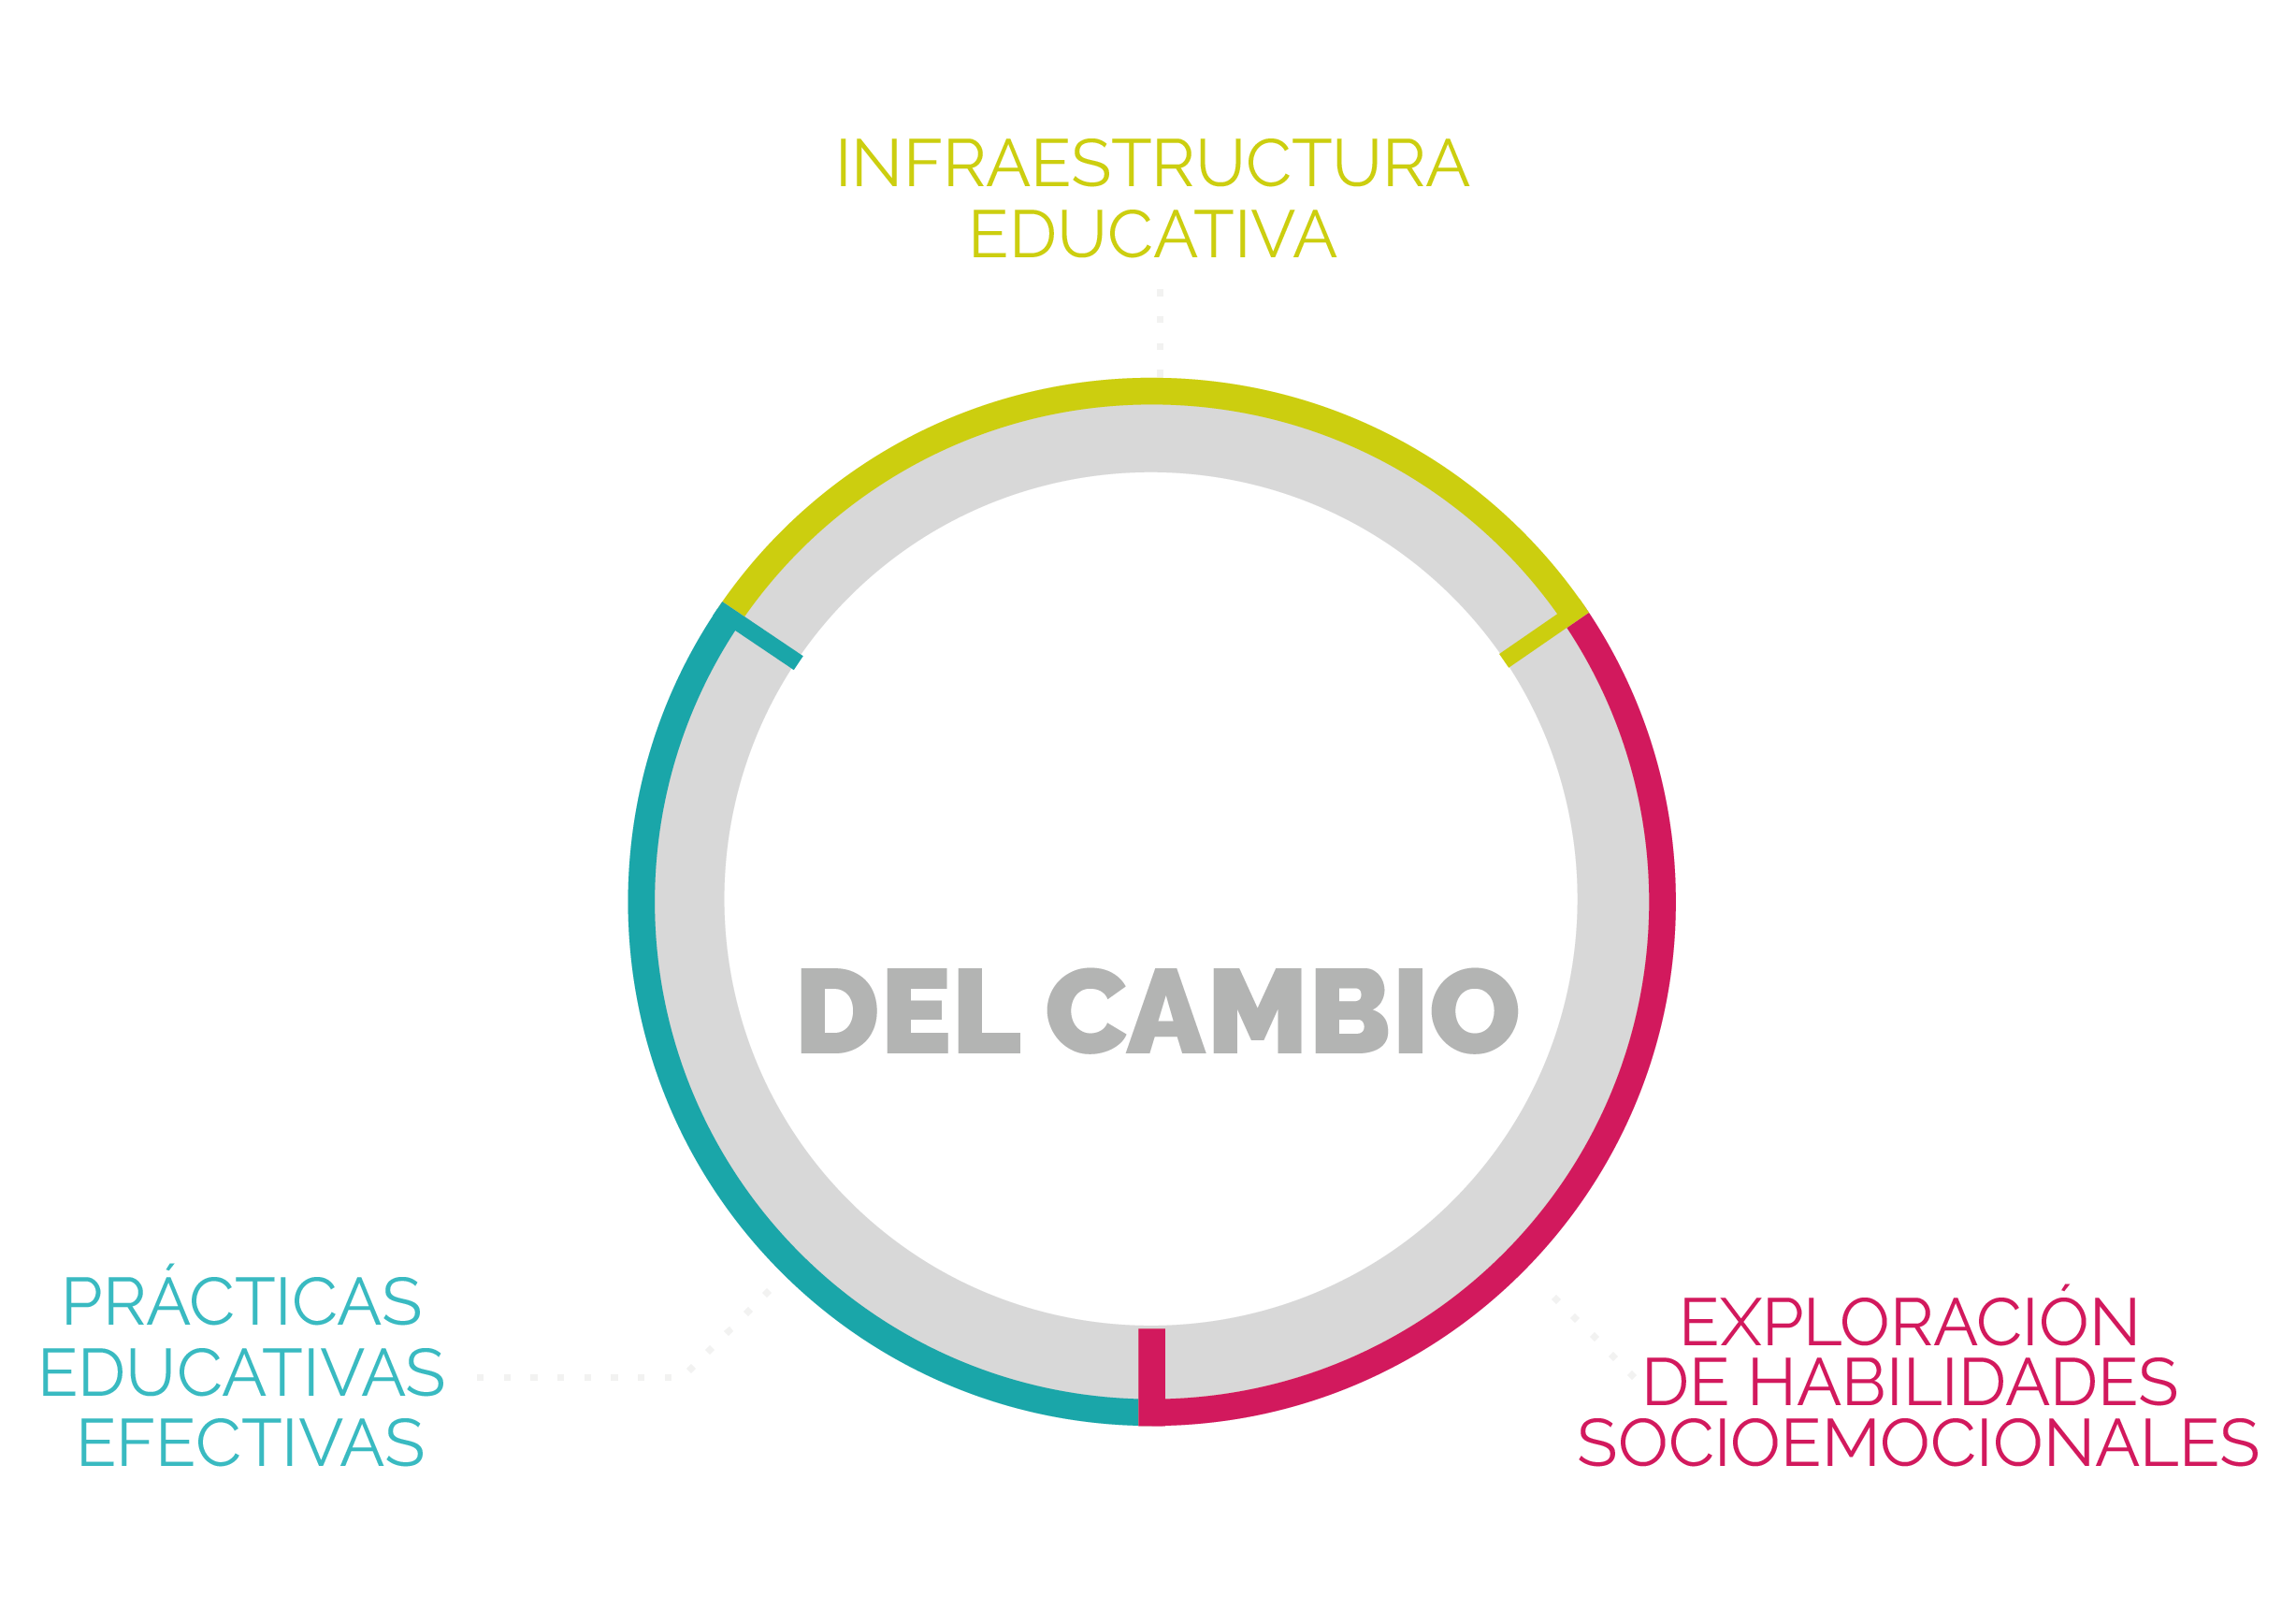 INFRAESTRUCTURA
EDUCATIVA
DEL CAMBIO
PRÁCTICAS
EDUCATIVAS
EFECTIVAS
EXPLORACIÓN
DE HABILIDADES
SOCIOEMOCIONALES